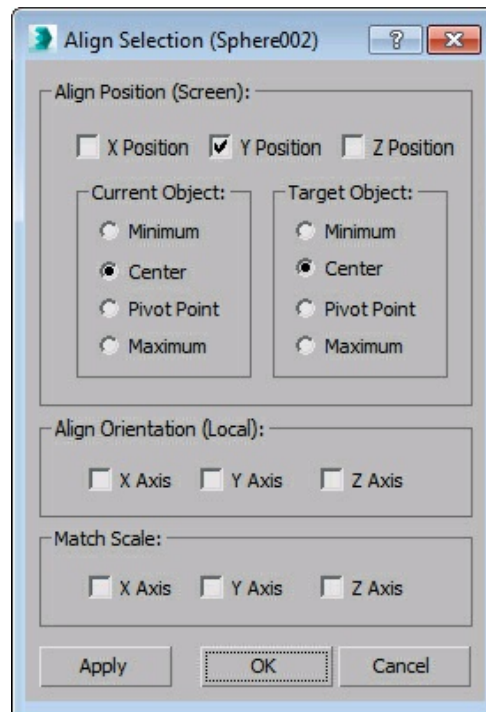 Align Selection (Sphere002) ?
Align Position (Screen):
X Position Y Position Z Position
Current Object: Target Object:
Minimum Minimum
Center Center
Pivot Point Pivot Point
Maximum Maximum
Align Orientation (Local):
X Axis Y Axis Z Axis
Match Scale:
X Axis Y Axis Z Axis
Apply OK Cancel